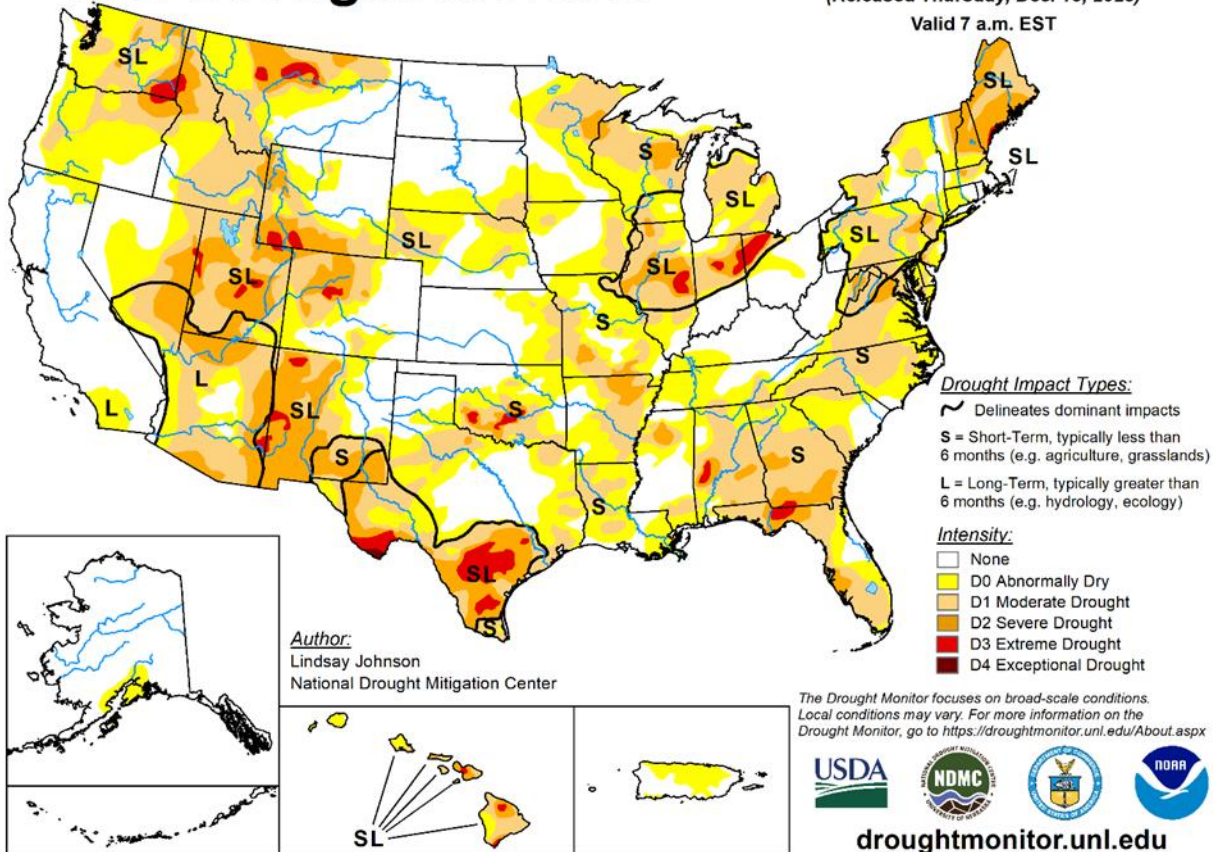 Valid 7 a.m. EST
SL
SL
SL
S
SL
SL
SL
SL
SL
S
L
S
L
SL
S
S
S
S
SL
S
Drought Impact Types:
Delineates dominant impacts
S = Short-Term, typically less than
6 months (e.g. agriculture, grasslands)
L = Long-Term, typically greater than
6 months (e.g. hydrology, ecology)
Intensity:
None
D0 Abnormally Dry
D1 Moderate Drought
D2 Severe Drought
D3 Extreme Drought
D4 Exceptional Drought
Author:
Lindsay Johnson
National Drought Mitigation Center
SL
The Drought Monitor focuses on broad-scale conditions.
Local conditions may vary. For more information on the
Drought Monitor, go to https://droughtmonitor.unl.edu/About.aspx
USDA
NDMC
NOAA
droughtmonitor.unl.edu